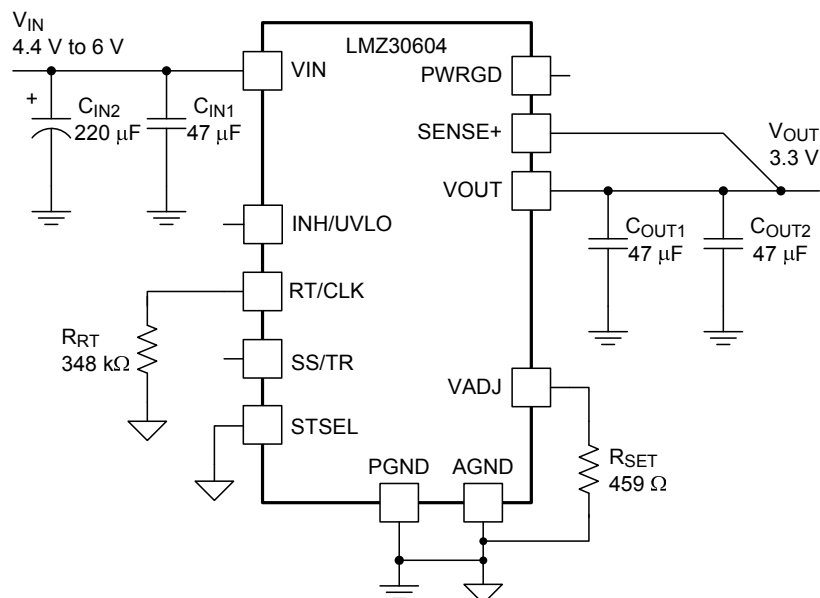 V_IN
4.4 V to 6 V
LMZ30604
VIN
PWRGD
+
C_IN2
220 μF
C_IN1
47 μF
SENSE+
V_OUT
3.3 V
VOUT
INH/UVLO
C_OUT1
47 μF
C_OUT2
47 μF
RT/CLK
R_RT
348 kΩ
SS/TR
VADJ
STSEL
R_SET
459 Ω
PGND
AGND